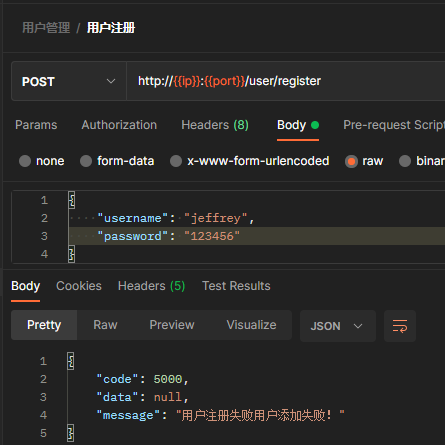 用户管理 / 用户注册
POST http://{{ip}}:{{port}}/user/register
Params Authorization Headers (8) Body Pre-request Script
none form-data x-www-form-urlencoded raw binar
1 {
2 "username": "jeffrey",
3 "password": "123456"
4 }
Body Cookies Headers (5) Test Results
Pretty Raw Preview Visualize JSON
1 {
2 "code": 5000,
3 "data": null,
4 "message": "用户注册失败用户添加失败！"
5 }